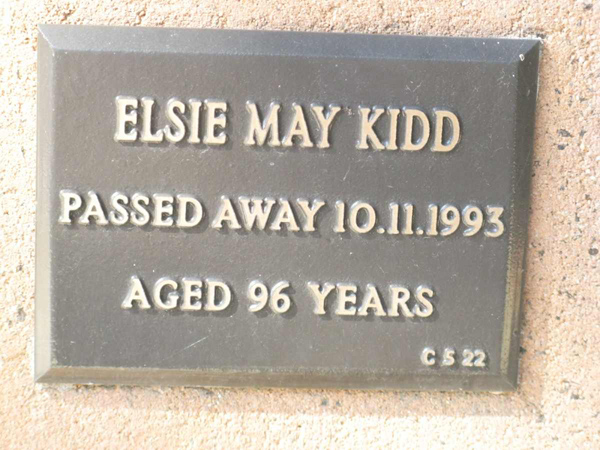 ELSIE MAY KIDD
PASSED AWAY 10.11.1993
AGED 96 YEARS
C 5 22